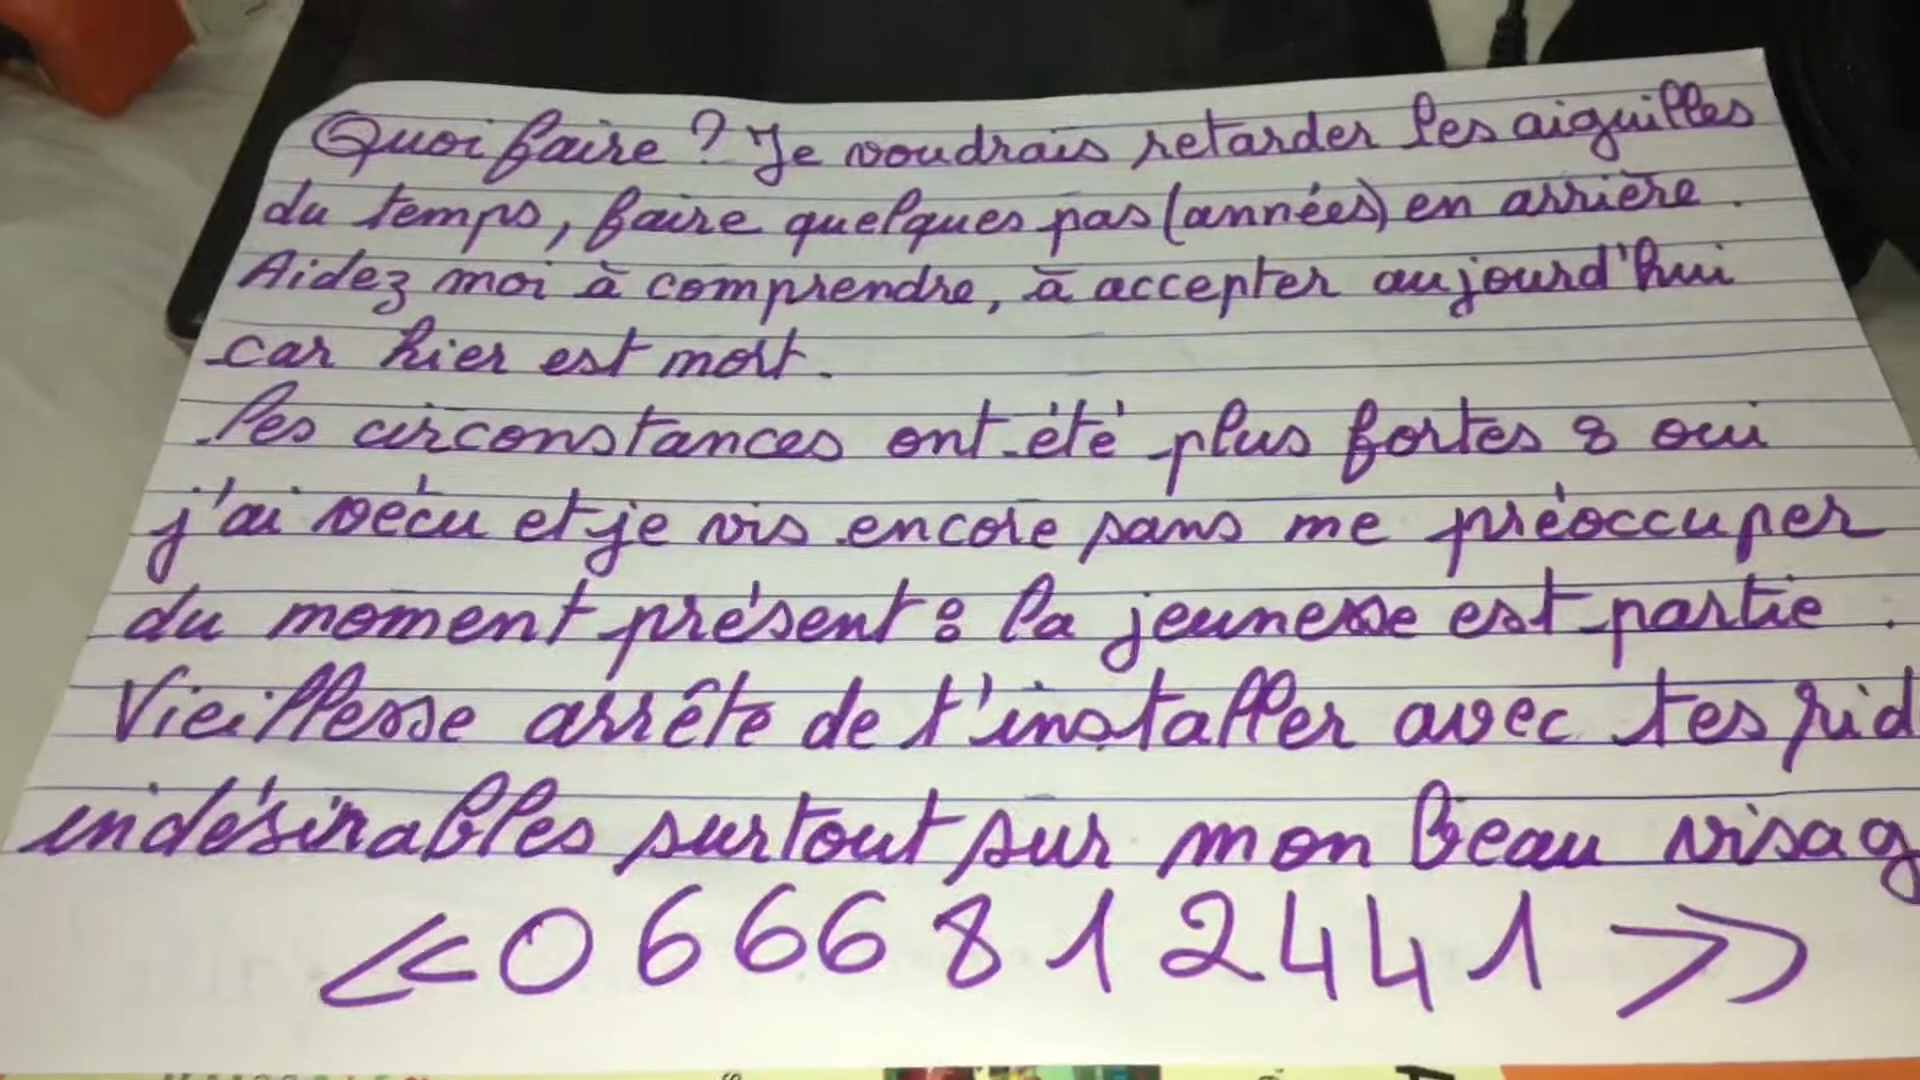 Quoi faire ? Je voudrais retarder les aiguilles
du temps, faire quelques pas (années) en arrière.
Aidez moi à comprendre, à accepter aujourd'hui
car hier est mort.
Les circonstances ont été plus fortes : oui
j'ai vécu et je vis encore sans me préoccuper
du moment présent : la jeunesse est partie.
Vieillesse arrête de t'installer avec tes rid
indésirables surtout sur mon beau visag
<<0666812441>>